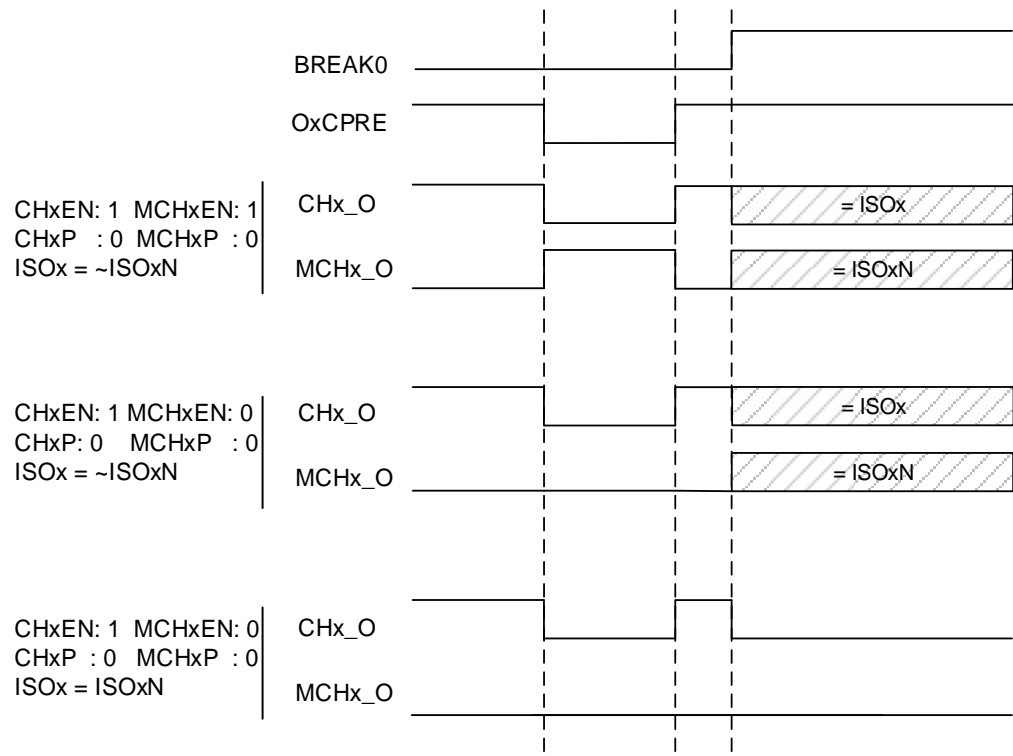 BREAK0
OxCPRE
CHxEN: 1 MCHxEN: 1
CHxP : 0 MCHxP : 0
ISOx = ~ISOxN
CHx_O
= ISOx
MCHx_O
= ISOxN
CHxEN: 1 MCHxEN: 0
CHxP: 0 MCHxP : 0
ISOx = ~ISOxN
CHx_O
= ISOx
MCHx_O
= ISOxN
CHxEN: 1 MCHxEN: 0
CHxP : 0 MCHxP : 0
ISOx = ISOxN
CHx_O
MCHx_O